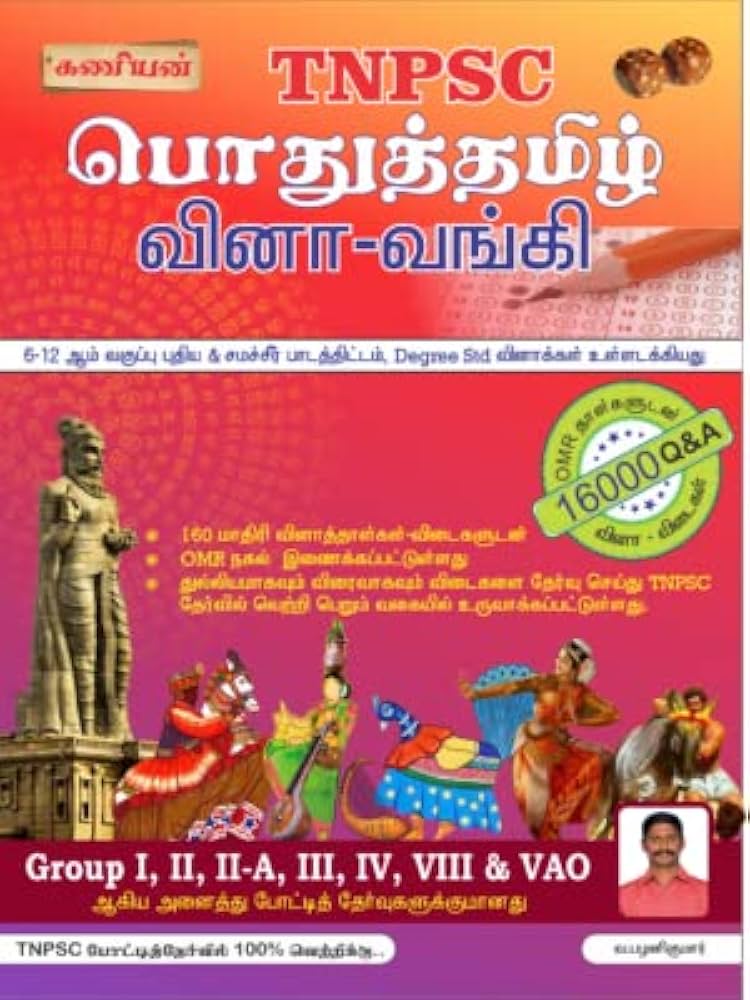 கணியன்
TNPSC
பொதுத்தமிழ்
வினா-வங்கி
6-12 ஆம் வகுப்பு புதிய & சமச்சீர் பாடத்திட்டம், Degree Std வினாக்கள் உள்ளடக்கியது
OMR தாள்களுடன்
16000 Q&A
வினா - விடைகள்
160 மாதிரி வினாத்தாள்கள்-விடைகளுடன்
OMR நகல் இணைக்கப்பட்டுள்ளது
துல்லியமாகவும் விரைவாகவும் விடைகளை தேர்வு செய்து TNPSC
தேர்வில் வெற்றி பெறும் வகையில் உருவாக்கப்பட்டுள்ளது.
Group I, II, II-A, III, IV, VIII & VAO
ஆகிய அனைத்து போட்டித் தேர்வுகளுக்குமானது
TNPSC போட்டித்தேர்வில் 100% வெற்றிக்கு..
வ.பழனிகுமார்